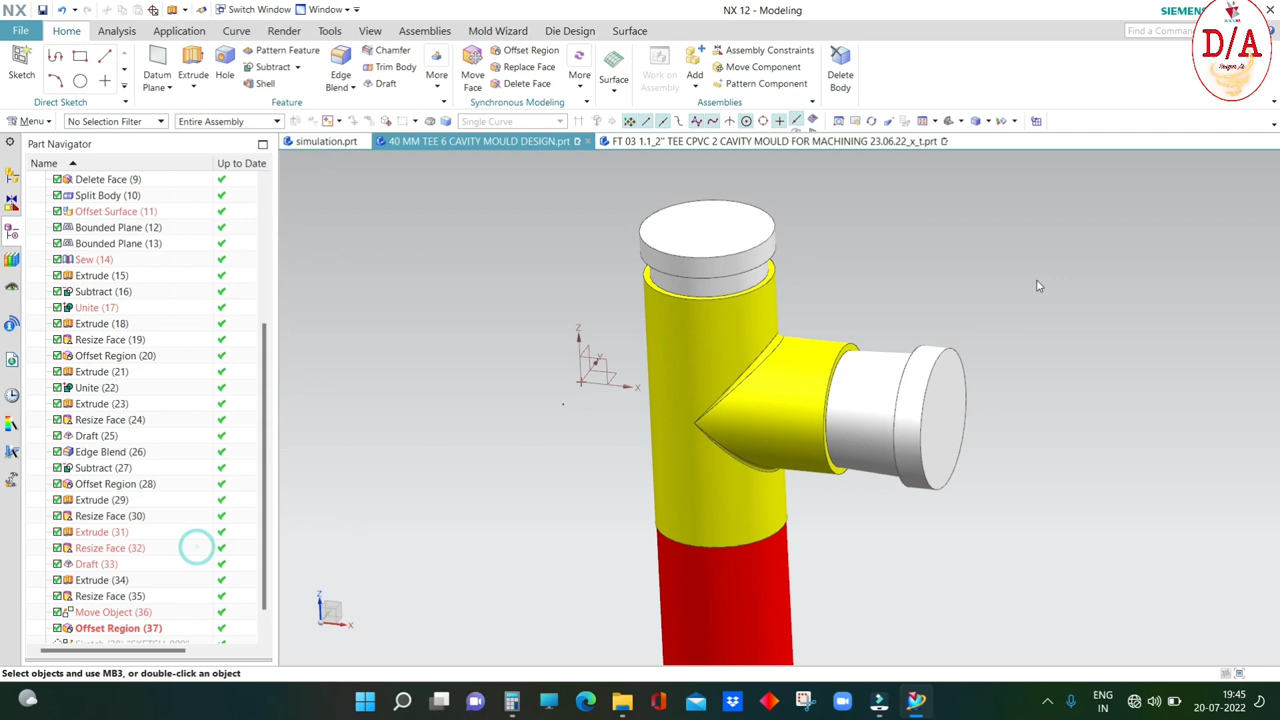 NX
Switch Window
Window
NX 12 - Modeling
SIEMENS
File
Home
Analysis
Application
Curve
Render
Tools
View
Assemblies
Mold Wizard
Die Design
Surface
Find a Command
D/A
Sketch
Direct Sketch
Datum Plane
Extrude
Hole
Pattern Feature
Subtract
Shell
Edge Blend
Chamfer
Trim Body
Draft
More
Feature
Move Face
Offset Region
Replace Face
Delete Face
More
Synchronous Modeling
Surface
Work on Assembly
Add
Assembly Constraints
Move Component
Pattern Component
Assemblies
Delete Body
Menu
No Selection Filter
Entire Assembly
Single Curve
Part Navigator
simulation.prt
40 MM TEE 6 CAVITY MOULD DESIGN.prt
FT 03 1.1_2'' TEE CPVC 2 CAVITY MOULD FOR MACHINING 23.06.22_x_t.prt
Name
Up to Date
Delete Face (9)
Split Body (10)
Offset Surface (11)
Bounded Plane (12)
Bounded Plane (13)
Sew (14)
Extrude (15)
Subtract (16)
Unite (17)
Extrude (18)
Resize Face (19)
Offset Region (20)
Extrude (21)
Unite (22)
Extrude (23)
Resize Face (24)
Draft (25)
Edge Blend (26)
Subtract (27)
Offset Region (28)
Extrude (29)
Resize Face (30)
Extrude (31)
Resize Face (32)
Draft (33)
Extrude (34)
Resize Face (35)
Move Object (36)
Offset Region (37)
Z
Y
X
Z
X
Select objects and use MB3, or double-click an object
ENG
IN
19:45
20-07-2022